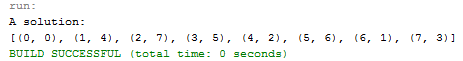 run:
A solution:
[(0, 0), (1, 4), (2, 7), (3, 5), (4, 2), (5, 6), (6, 1), (7, 3)]
BUILD SUCCESSFUL (total time: 0 seconds)